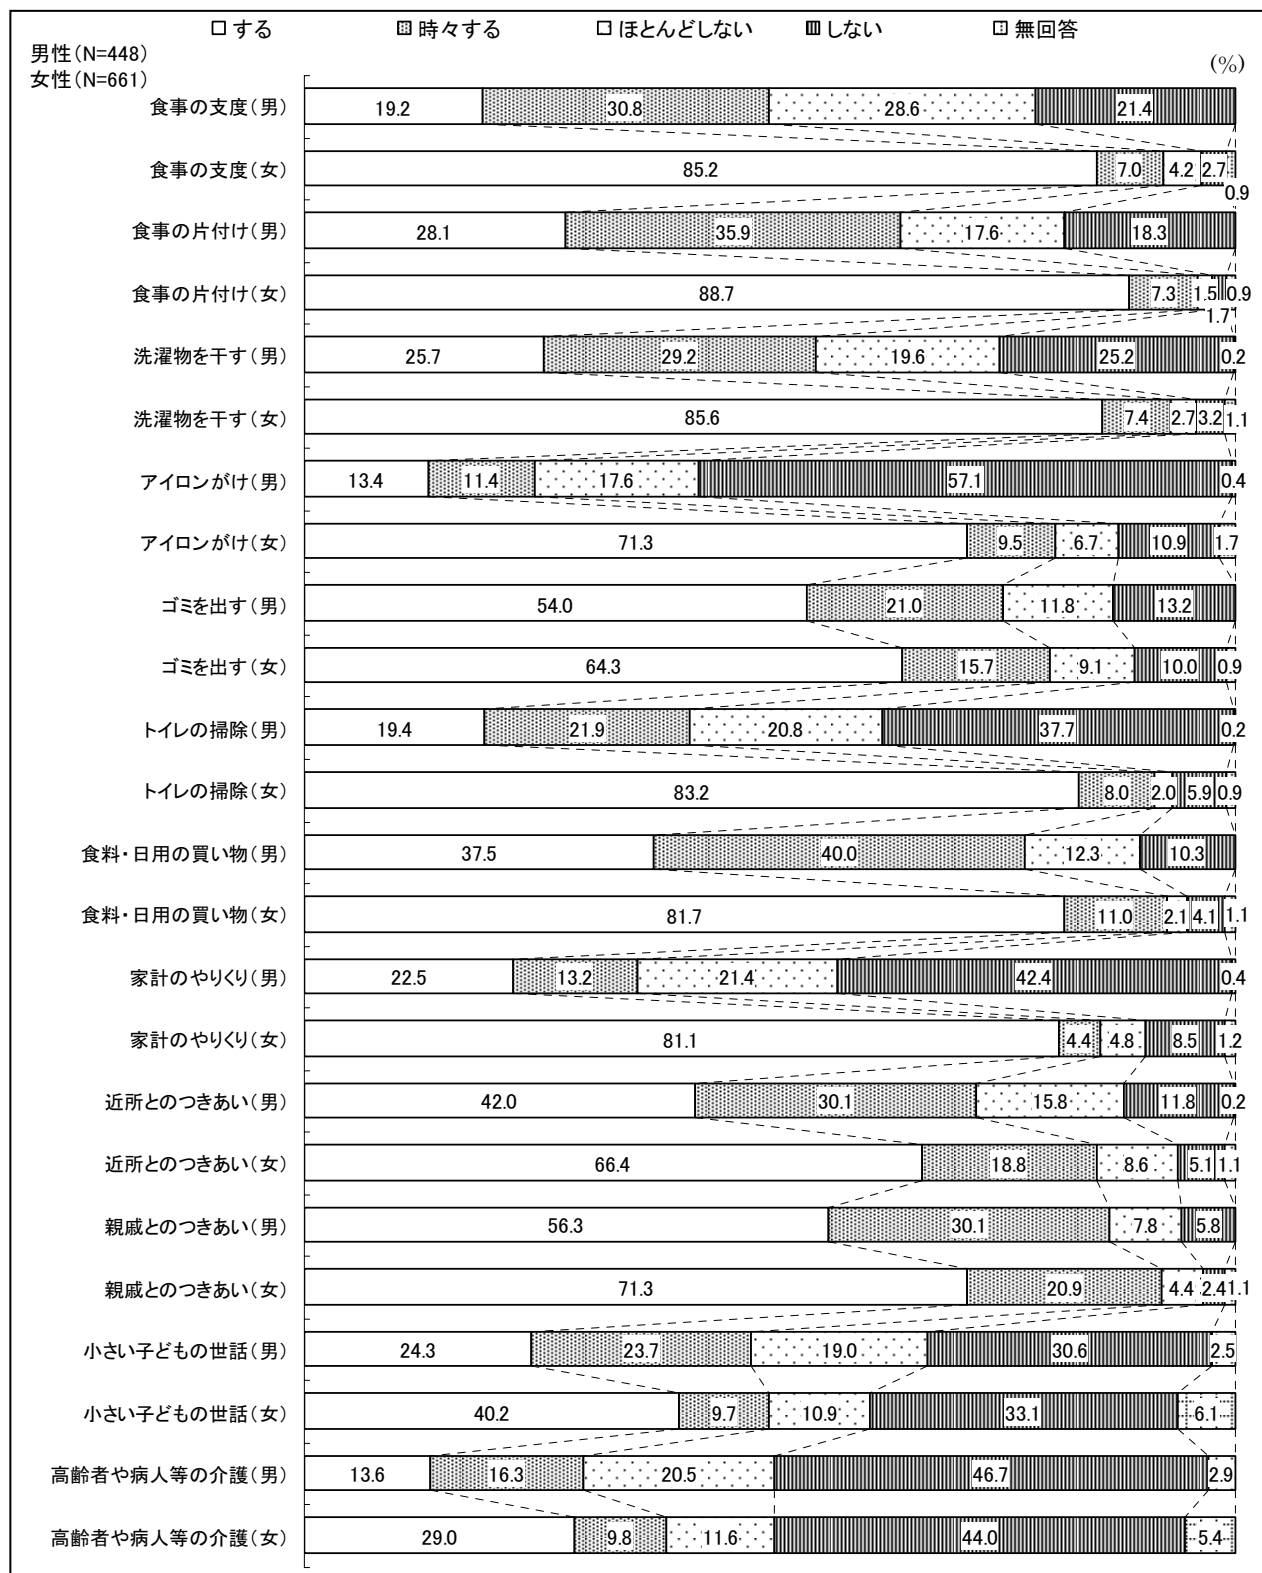 する 時々する ほとんどしない しない 無回答
男性(N=448)
女性(N=661)
(%)
食事の支度(男) 19.2 30.8 28.6 21.4
食事の支度(女) 85.2 7.0 4.2 2.7 0.9
食事の片付け(男) 28.1 35.9 17.6 18.3
食事の片付け(女) 88.7 7.3 1.5 1.7 0.9
洗濯物を干す(男) 25.7 29.2 19.6 25.2 0.2
洗濯物を干す(女) 85.6 7.4 2.7 3.2 1.1
アイロンがけ(男) 13.4 11.4 17.6 57.1 0.4
アイロンがけ(女) 71.3 9.5 6.7 10.9 1.7
ゴミを出す(男) 54.0 21.0 11.8 13.2
ゴミを出す(女) 64.3 15.7 9.1 10.0 0.9
トイレの掃除(男) 19.4 21.9 20.8 37.7 0.2
トイレの掃除(女) 83.2 8.0 2.0 5.9 0.9
食料・日用の買い物(男) 37.5 40.0 12.3 10.3
食料・日用の買い物(女) 81.7 11.0 2.1 4.1 1.1
家計のやりくり(男) 22.5 13.2 21.4 42.4 0.4
家計のやりくり(女) 81.1 4.4 4.8 8.5 1.2
近所とのつきあい(男) 42.0 30.1 15.8 11.8 0.2
近所とのつきあい(女) 66.4 18.8 8.6 5.1 1.1
親戚とのつきあい(男) 56.3 30.1 7.8 5.8
親戚とのつきあい(女) 71.3 20.9 4.4 2.4 1.1
小さい子どもの世話(男) 24.3 23.7 19.0 30.6 2.5
小さい子どもの世話(女) 40.2 9.7 10.9 33.1 6.1
高齢者や病人等の介護(男) 13.6 16.3 20.5 46.7 2.9
高齢者や病人等の介護(女) 29.0 9.8 11.6 44.0 5.4